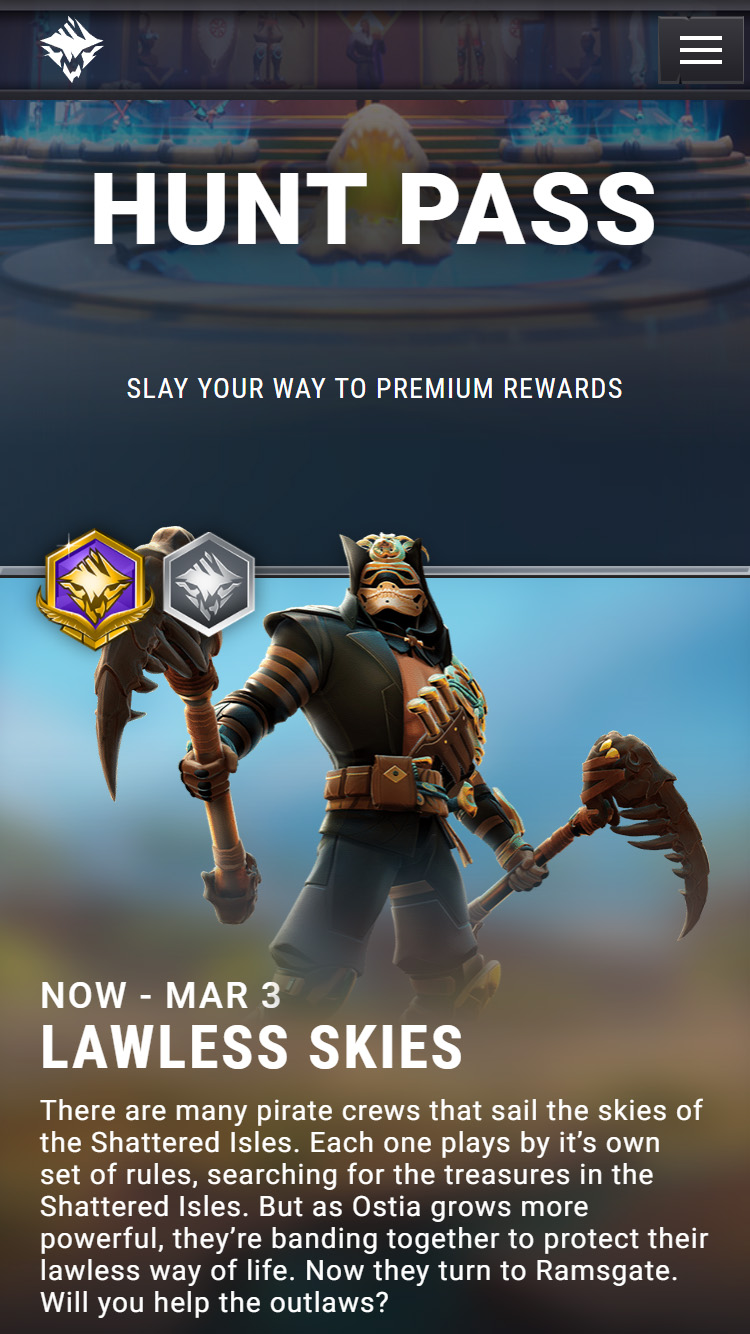 HUNT PASS
SLAY YOUR WAY TO PREMIUM REWARDS
NOW - MAR 3
LAWLESS SKIES
There are many pirate crews that sail the skies of
the Shattered Isles. Each one plays by it’s own
set of rules, searching for the treasures in the
Shattered Isles. But as Ostia grows more
powerful, they’re banding together to protect their
lawless way of life. Now they turn to Ramsgate.
Will you help the outlaws?